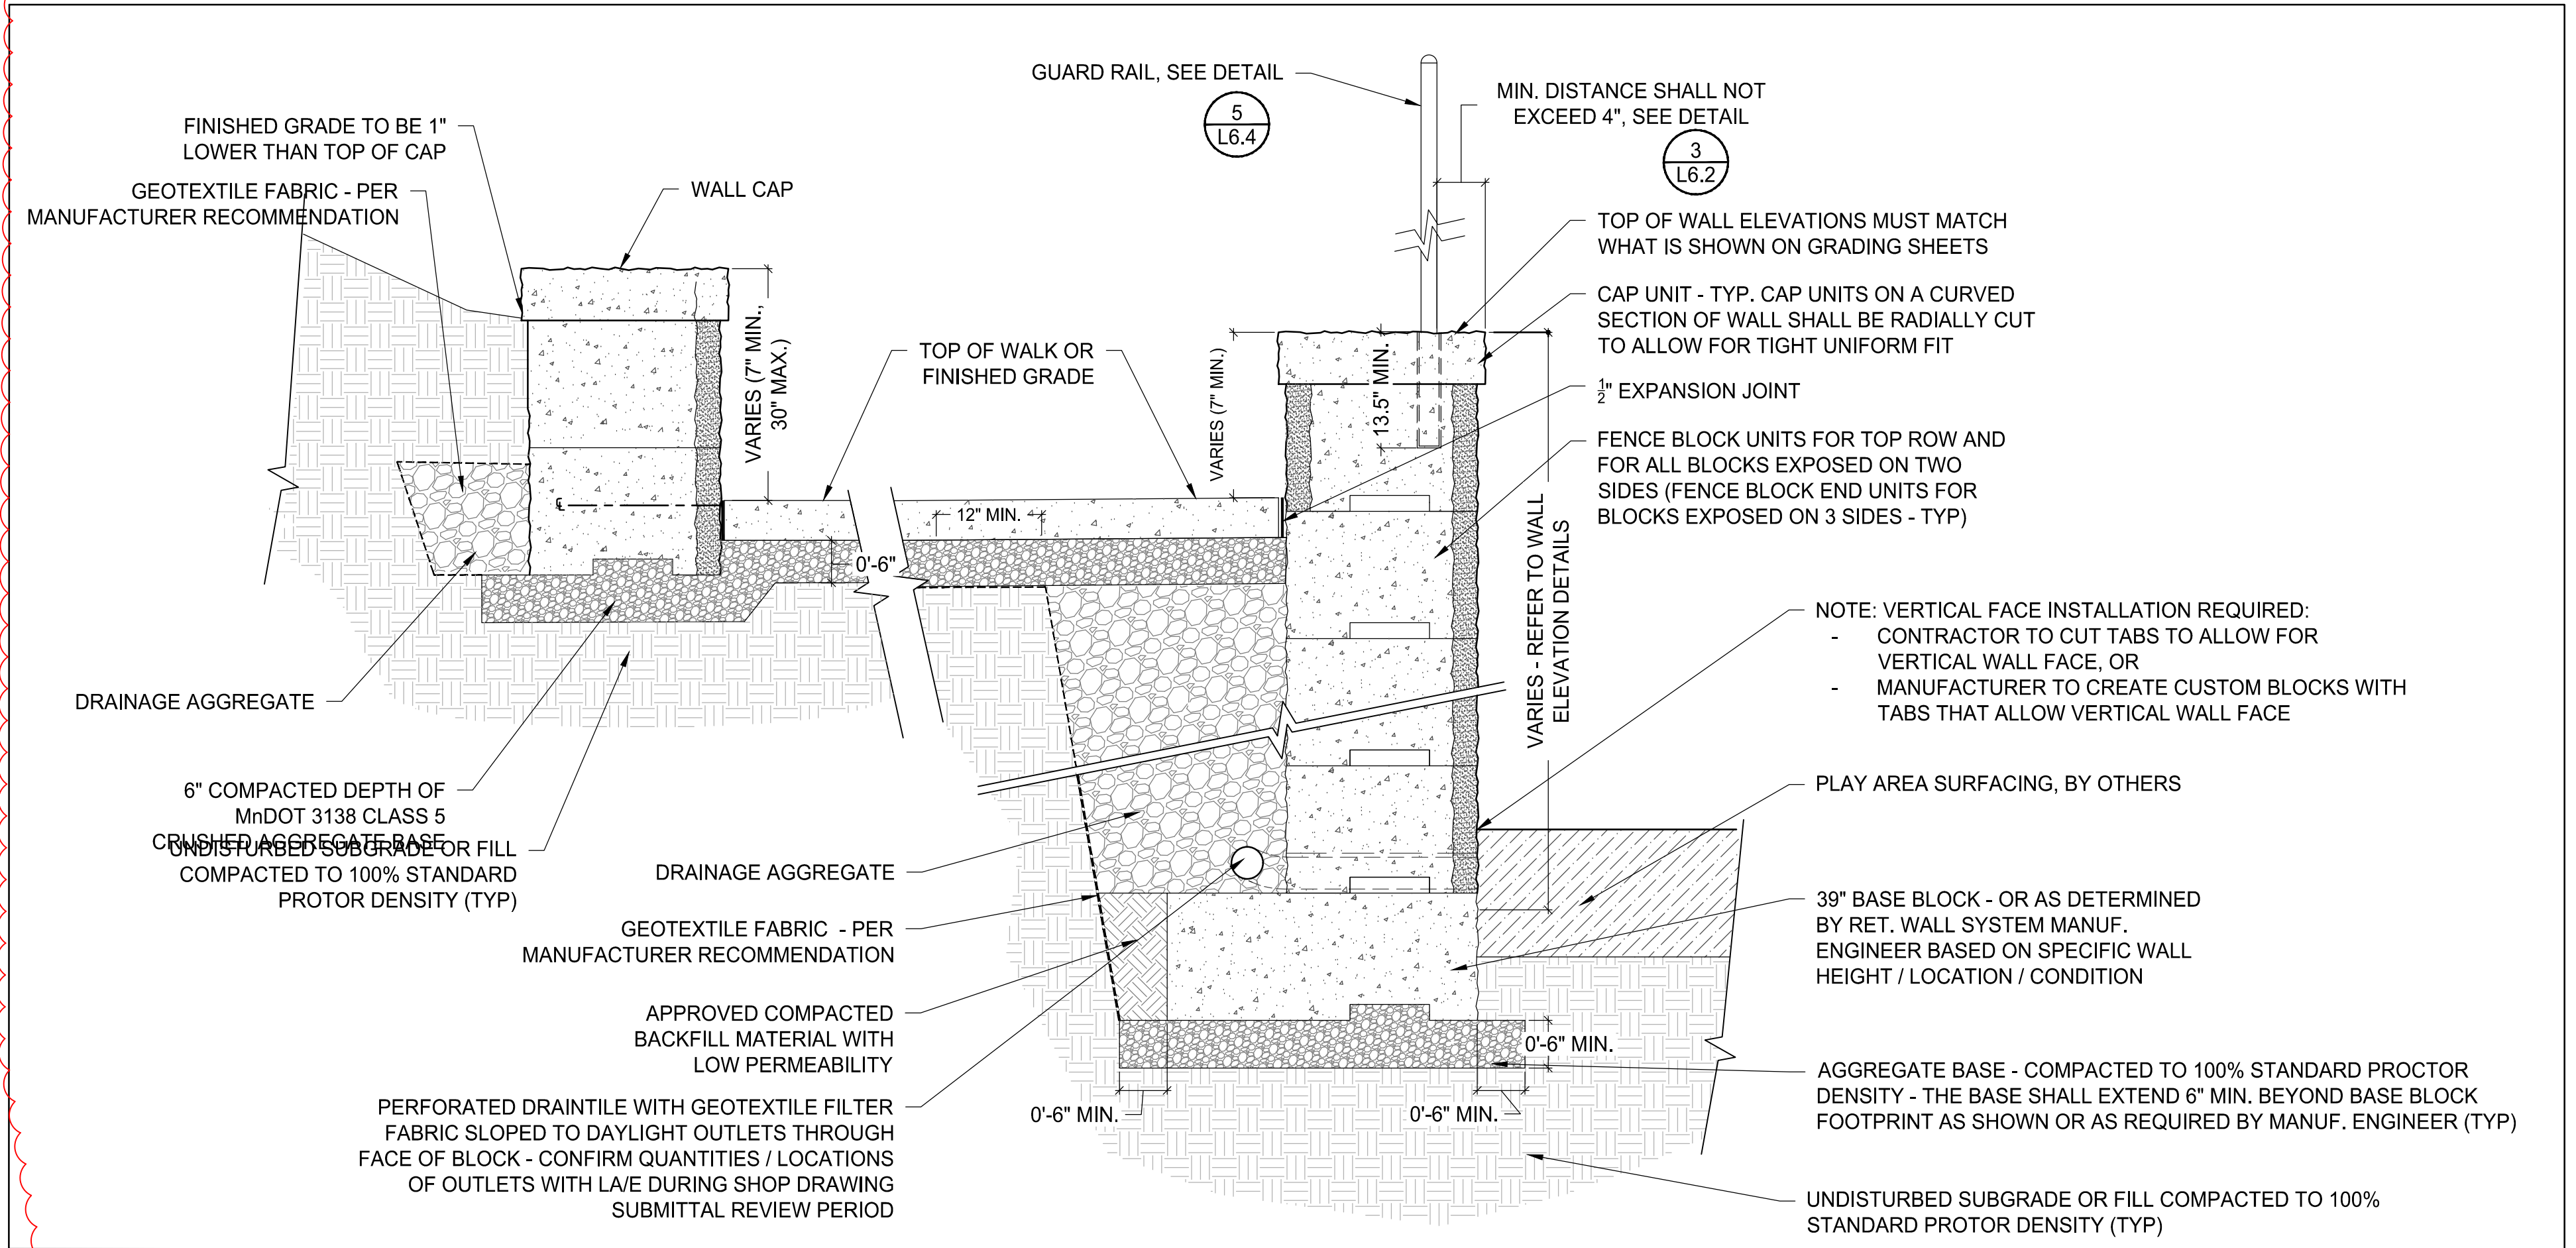 GUARD RAIL, SEE DETAIL
5
L6.4
MIN. DISTANCE SHALL NOT
EXCEED 4", SEE DETAIL
3
L6.2
FINISHED GRADE TO BE 1"
LOWER THAN TOP OF CAP
GEOTEXTILE FABRIC - PER
MANUFACTURER RECOMMENDATION
WALL CAP
VARIES (7" MIN.,
30" MAX.)
TOP OF WALK OR
FINISHED GRADE
VARIES (7" MIN.)
13.5" MIN.
TOP OF WALL ELEVATIONS MUST MATCH
WHAT IS SHOWN ON GRADING SHEETS
CAP UNIT - TYP. CAP UNITS ON A CURVED
SECTION OF WALL SHALL BE RADIALLY CUT
TO ALLOW FOR TIGHT UNIFORM FIT
1/2" EXPANSION JOINT
FENCE BLOCK UNITS FOR TOP ROW AND
FOR ALL BLOCKS EXPOSED ON TWO
SIDES (FENCE BLOCK END UNITS FOR
BLOCKS EXPOSED ON 3 SIDES - TYP)
12" MIN.
0'-6"
VARIES - REFER TO WALL
ELEVATION DETAILS
NOTE: VERTICAL FACE INSTALLATION REQUIRED:
- CONTRACTOR TO CUT TABS TO ALLOW FOR
VERTICAL WALL FACE, OR
- MANUFACTURER TO CREATE CUSTOM BLOCKS WITH
TABS THAT ALLOW VERTICAL WALL FACE
DRAINAGE AGGREGATE
PLAY AREA SURFACING, BY OTHERS
6" COMPACTED DEPTH OF
MnDOT 3138 CLASS 5
CRUSHED AGGREGATE BASE
UNDISTURBED SUBGRADE OR FILL
COMPACTED TO 100% STANDARD
PROTOR DENSITY (TYP)
DRAINAGE AGGREGATE
GEOTEXTILE FABRIC - PER
MANUFACTURER RECOMMENDATION
39" BASE BLOCK - OR AS DETERMINED
BY RET. WALL SYSTEM MANUF.
ENGINEER BASED ON SPECIFIC WALL
HEIGHT / LOCATION / CONDITION
APPROVED COMPACTED
BACKFILL MATERIAL WITH
LOW PERMEABILITY
0'-6" MIN.
AGGREGATE BASE - COMPACTED TO 100% STANDARD PROCTOR
DENSITY - THE BASE SHALL EXTEND 6" MIN. BEYOND BASE BLOCK
FOOTPRINT AS SHOWN OR AS REQUIRED BY MANUF. ENGINEER (TYP)
0'-6" MIN.
0'-6" MIN.
PERFORATED DRAINTILE WITH GEOTEXTILE FILTER
FABRIC SLOPED TO DAYLIGHT OUTLETS THROUGH
FACE OF BLOCK - CONFIRM QUANTITIES / LOCATIONS
OF OUTLETS WITH LA/E DURING SHOP DRAWING
SUBMITTAL REVIEW PERIOD
UNDISTURBED SUBGRADE OR FILL COMPACTED TO 100%
STANDARD PROTOR DENSITY (TYP)